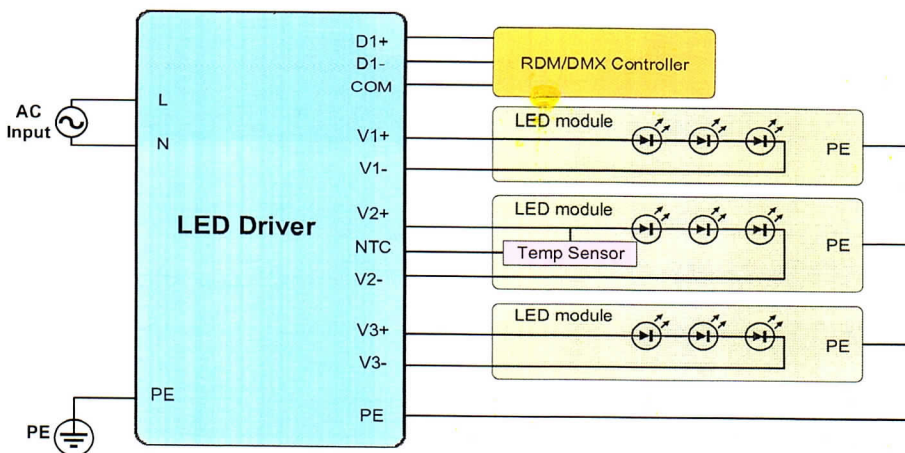 D1+
D1-
COM
RDM/DMX Controller
AC
Input
L
N
LED Driver
V1+
V1-
LED module
PE
V2+
NTC
V2-
LED module
Temp Sensor
PE
V3+
V3-
LED module
PE
PE
PE
PE